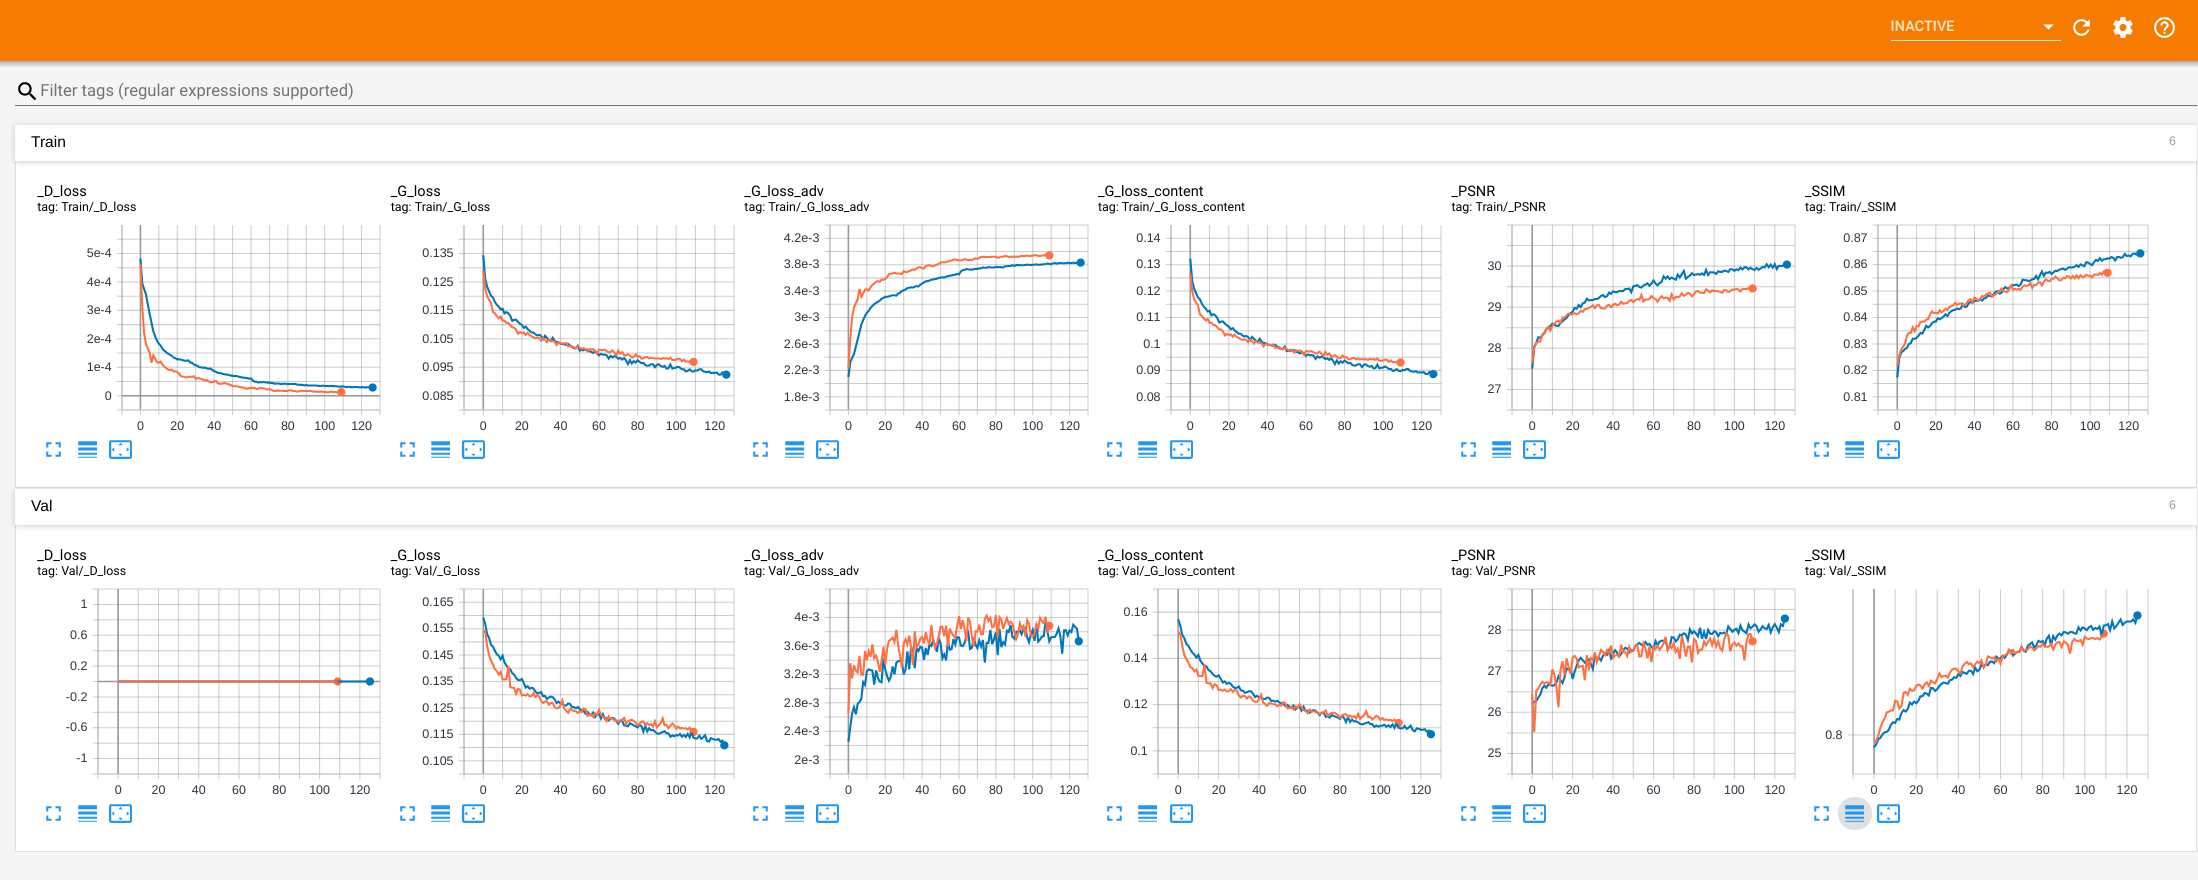 INACTIVE
Filter tags (regular expressions supported)
Train 6
_D_loss
tag: Train/_D_loss
5e-4
4e-4
3e-4
2e-4
1e-4
0
0 20 40 60 80 100 120
_G_loss
tag: Train/_G_loss
0.135
0.125
0.115
0.105
0.095
0.085
0 20 40 60 80 100 120
_G_loss_adv
tag: Train/_G_loss_adv
4.2e-3
3.8e-3
3.4e-3
3e-3
2.6e-3
2.2e-3
1.8e-3
0 20 40 60 80 100 120
_G_loss_content
tag: Train/_G_loss_content
0.14
0.13
0.12
0.11
0.1
0.09
0.08
0 20 40 60 80 100 120
_PSNR
tag: Train/_PSNR
30
29
28
27
0 20 40 60 80 100 120
_SSIM
tag: Train/_SSIM
0.87
0.86
0.85
0.84
0.83
0.82
0.81
0 20 40 60 80 100 120
Val 6
_D_loss
tag: Val/_D_loss
1
0.6
0.2
-0.2
-0.6
-1
0 20 40 60 80 100 120
_G_loss
tag: Val/_G_loss
0.165
0.155
0.145
0.135
0.125
0.115
0.105
0 20 40 60 80 100 120
_G_loss_adv
tag: Val/_G_loss_adv
4e-3
3.6e-3
3.2e-3
2.8e-3
2.4e-3
2e-3
0 20 40 60 80 100 120
_G_loss_content
tag: Val/_G_loss_content
0.16
0.14
0.12
0.1
0 20 40 60 80 100 120
_PSNR
tag: Val/_PSNR
28
27
26
25
0 20 40 60 80 100 120
_SSIM
tag: Val/_SSIM
0.8
0 20 40 60 80 100 120